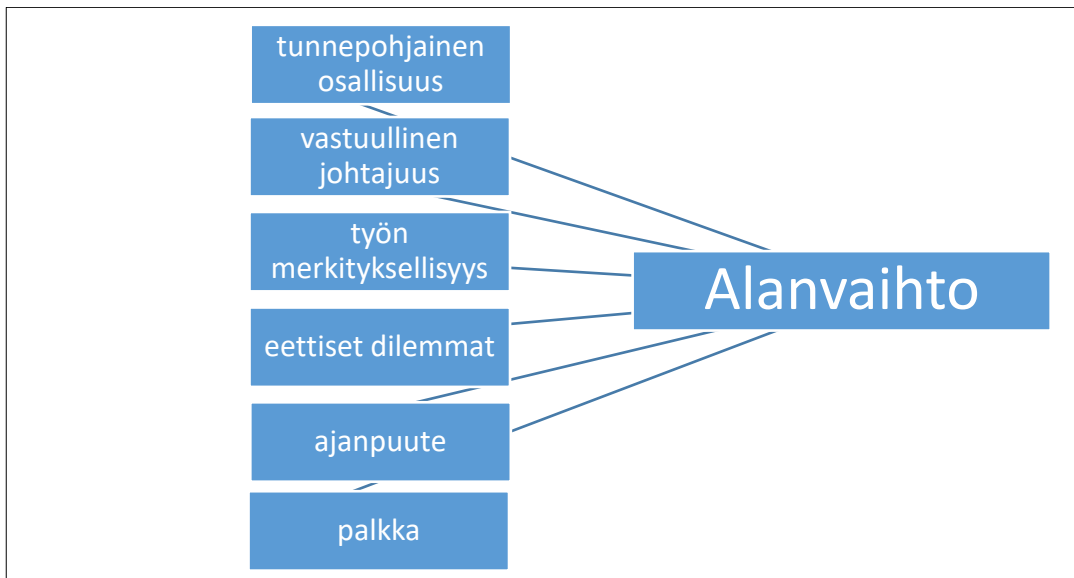 tunnepohjainen
osallisuus
vastuullinen
johtajuus
työn
merkityksellisyys
eettiset dilemmat
ajanpuute
palkka
Alanvaihto